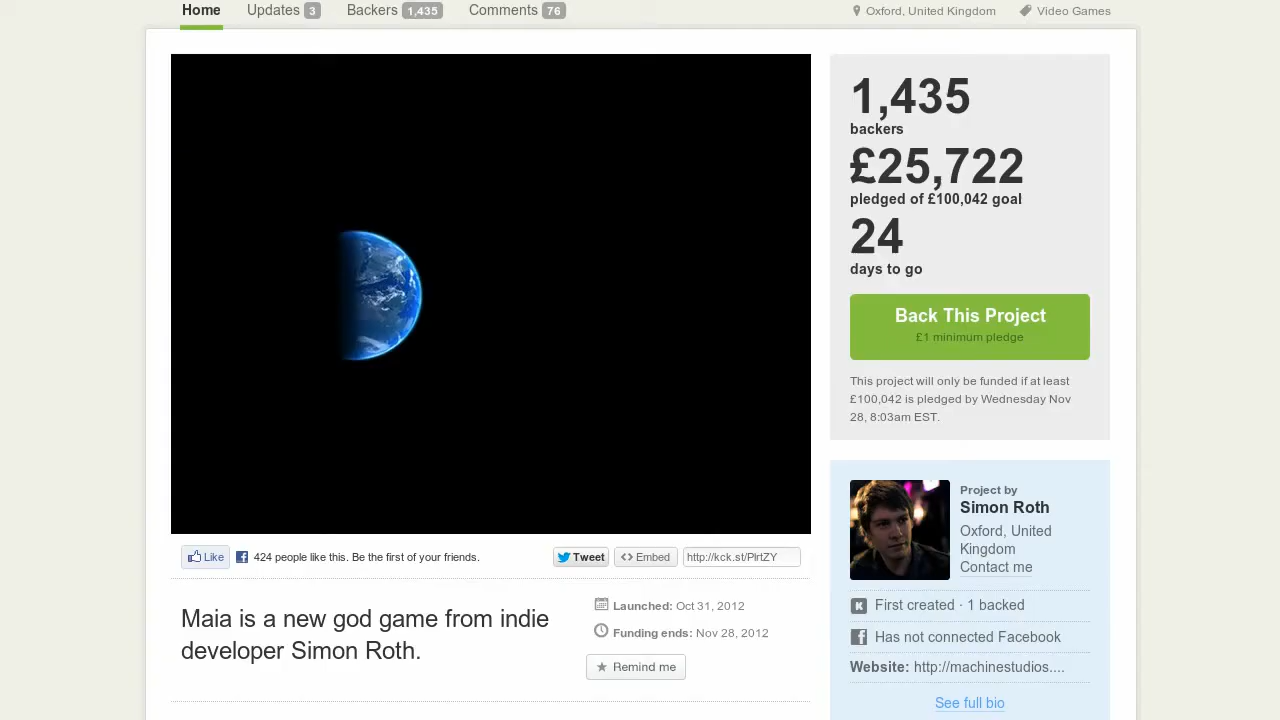 Home Updates 3 Backers 1,435 Comments 76 Oxford, United Kingdom Video Games
1,435
backers
£25,722
pledged of £100,042 goal
24
days to go
Back This Project
£1 minimum pledge
This project will only be funded if at least
£100,042 is pledged by Wednesday Nov
28, 8:03am EST.
Like 424 people like this. Be the first of your friends. Tweet Embed http://kck.st/PlrtZY
Maia is a new god game from indie
developer Simon Roth.
Launched: Oct 31, 2012
Funding ends: Nov 28, 2012
Remind me
Project by
Simon Roth
Oxford, United
Kingdom
Contact me
First created · 1 backed
Has not connected Facebook
Website: http://machinestudios....
See full bio